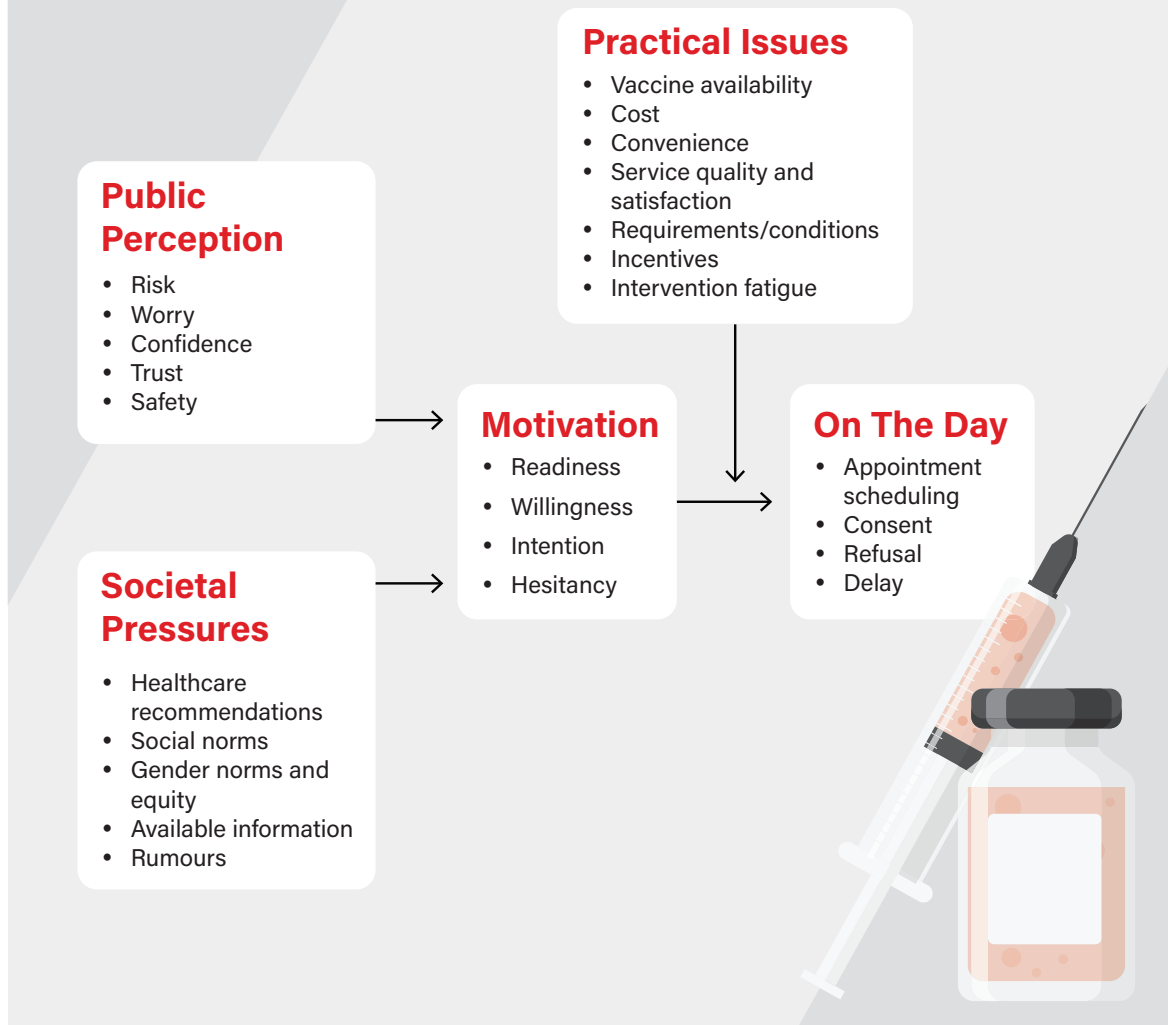 Practical Issues
• Vaccine availability
• Cost
• Convenience
• Service quality and
satisfaction
• Requirements/conditions
• Incentives
• Intervention fatigue
Public
Perception
• Risk
• Worry
• Confidence
• Trust
• Safety
Societal
Pressures
• Healthcare
recommendations
• Social norms
• Gender norms and
equity
• Available information
• Rumours
Motivation
• Readiness
• Willingness
• Intention
• Hesitancy
On The Day
• Appointment
scheduling
• Consent
• Refusal
• Delay